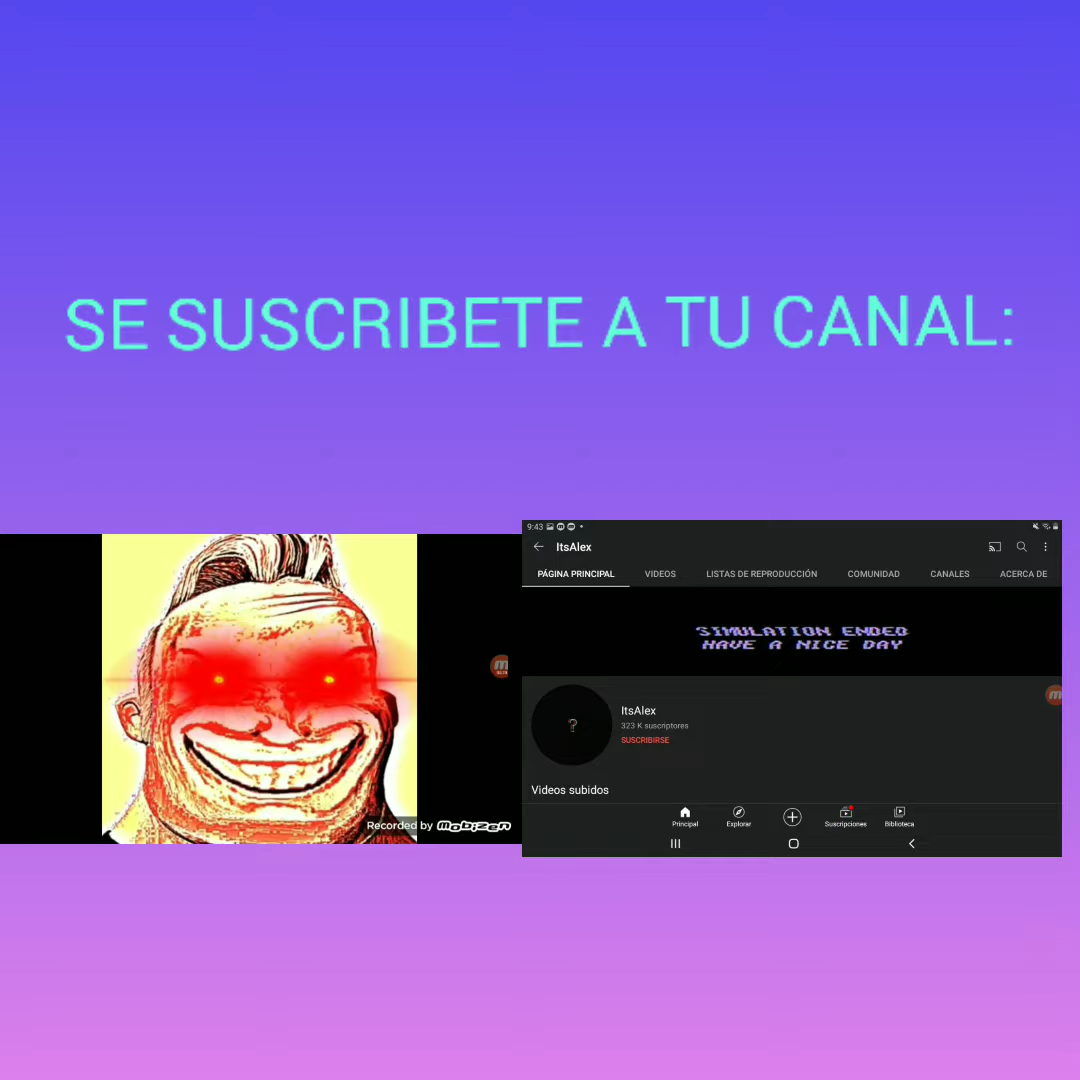 SE SUSCRIBETE A TU CANAL:
9:43
ItsAlex
PÁGINA PRINCIPAL VIDEOS LISTAS DE REPRODUCCIÓN COMUNIDAD CANALES ACERCA DE
SIMULATION ENDED
HAVE A NICE DAY
?
ItsAlex
323 K suscriptores
SUSCRIBIRSE
Videos subidos
Principal Explorar Suscripciones Biblioteca
Recorded by mobizen